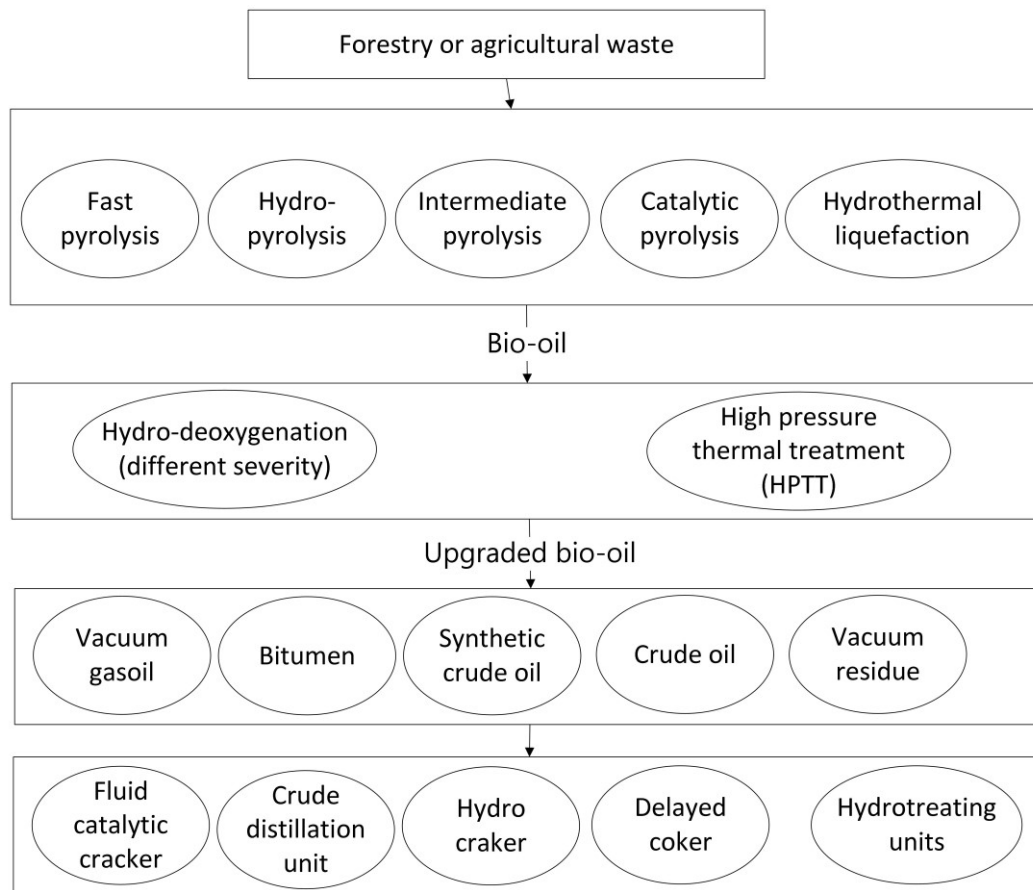 Forestry or agricultural waste
Fast
pyrolysis
Hydro-
pyrolysis
Intermediate
pyrolysis
Catalytic
pyrolysis
Hydrothermal
liquefaction
Bio-oil
Hydro-deoxygenation
(different severity)
High pressure
thermal treatment
(HPTT)
Upgraded bio-oil
Vacuum
gasoil
Bitumen
Synthetic
crude oil
Crude oil
Vacuum
residue
Fluid
catalytic
cracker
Crude
distillation
unit
Hydro
craker
Delayed
coker
Hydrotreating
units